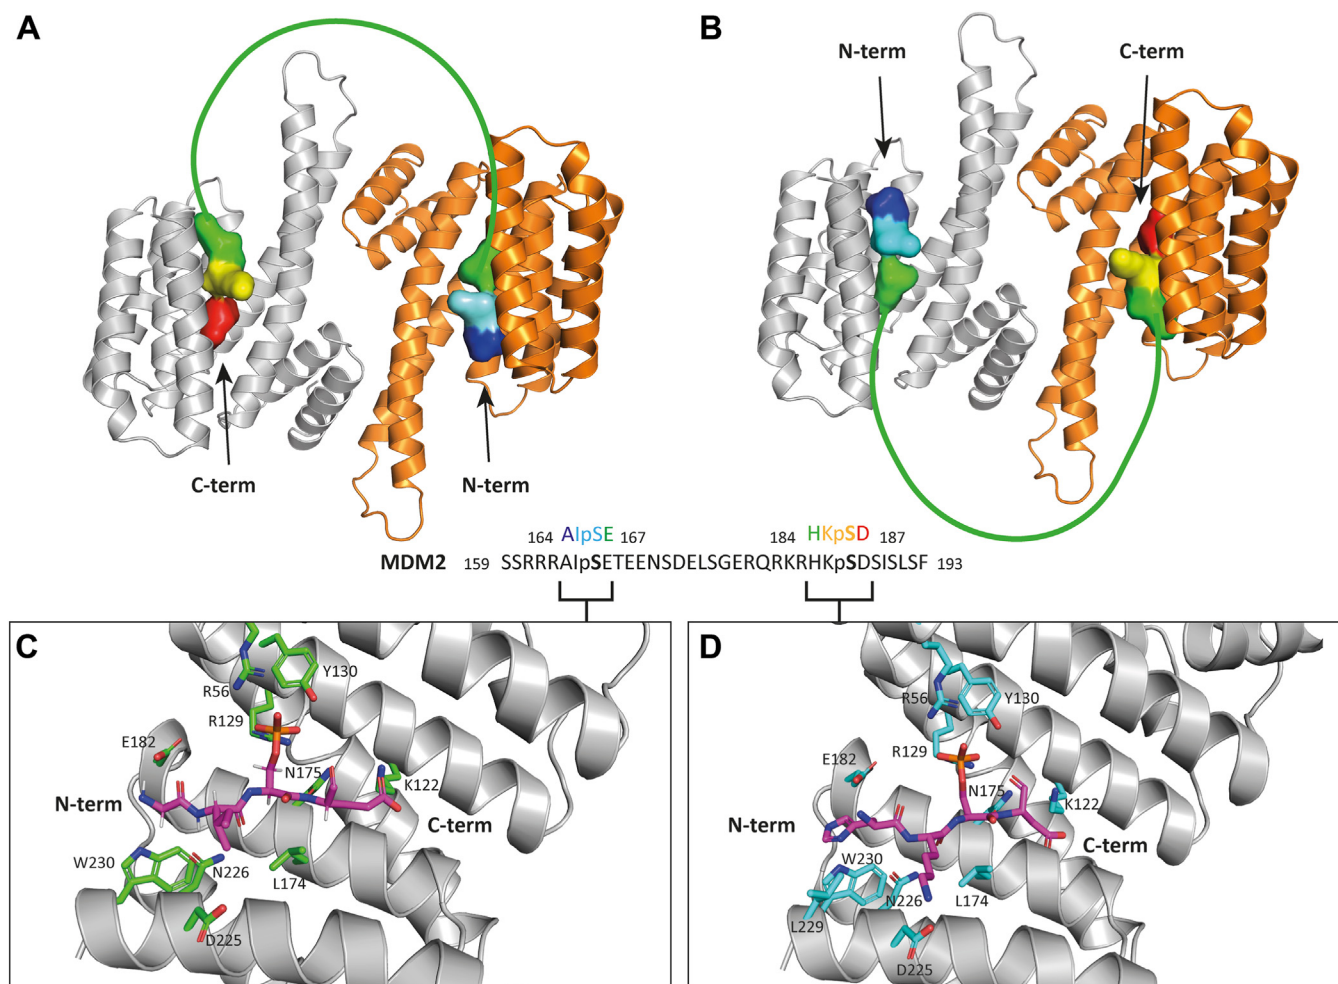 A
B
N-term
C-term
C-term
N-term
164 AIpSE 167
184 HKpSD 187
MDM2 159 SSRRRAIpSETEENSDELSGERQRKRHKpSDSISLSF 193
C
R56
Y130
R129
E182
N175
K122
N-term
C-term
W230
N226
L174
D225
D
R56
Y130
R129
E182
N175
K122
N-term
C-term
W230
N226
L174
L229
D225